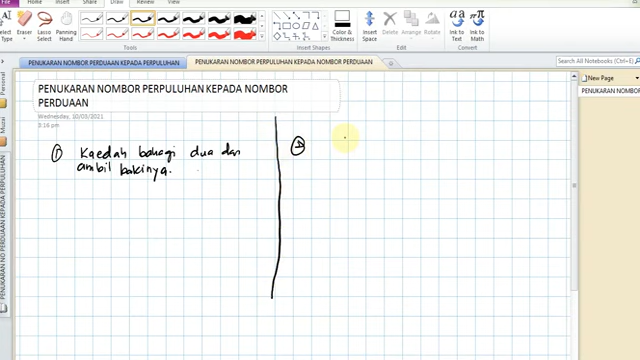 File
Home
Insert
Share
Draw
Review
View
Select & Type
Eraser
Lasso Select
Panning Hand
Tools
Insert Shapes
Color & Thickness
Insert Space
Delete
Arrange
Rotate
Edit
Ink to Text
Ink to Math
Convert
PENUKARAN NOMBOR PERDUAAN KEPADA PERPULUHAN
PENUKARAN NOMBOR PERPULUHAN KEPADA NOMBOR PERDUAAN
Search All Notebooks (Ctrl+E)
New Page
PENUKARAN NOMBOR
Personal
PENUKARAN NOMBOR PERPULUHAN KEPADA NOMBOR
PERDUAAN
Wednesday, 10/03/2021
3:16 pm
① Kaedah bahagi dua dan
ambil bakinya.
②
PENUKARAN NO PERDUAAN KEPADA PERPULUHAN